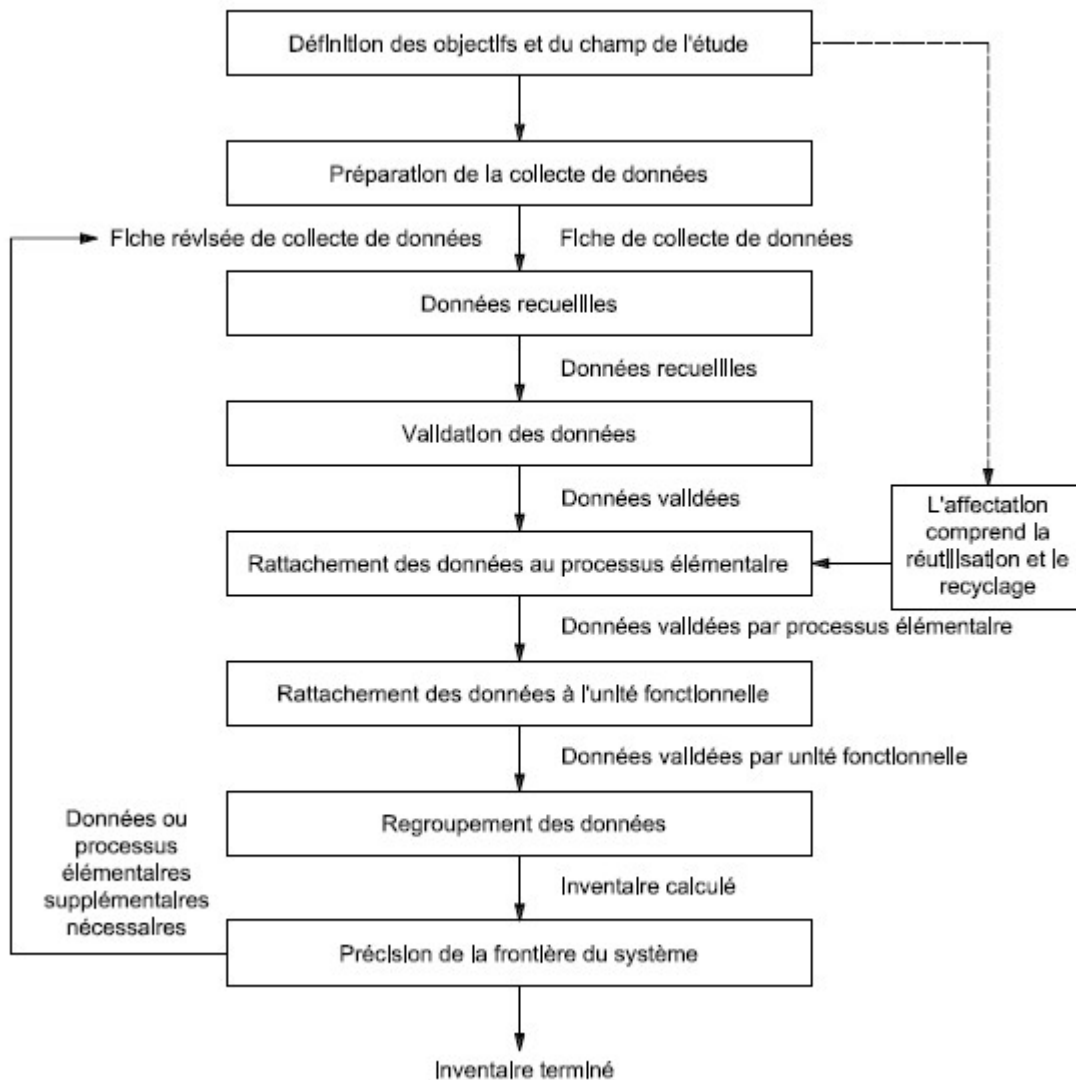 Définition des objectifs et du champ de l'étude
Préparation de la collecte de données
Fiche révisée de collecte de données
Fiche de collecte de données
Données recueillies
Données recueillies
Validation des données
Données validées
L'affectation
comprend la
réutilisation et le
recyclage
Rattachement des données au processus élémentaire
Données validées par processus élémentaire
Rattachement des données à l'unité fonctionnelle
Données validées par unité fonctionnelle
Regroupement des données
Données ou
processus
élémentaires
supplémentaires
nécessaires
Inventaire calculé
Précision de la frontière du système
Inventaire terminé